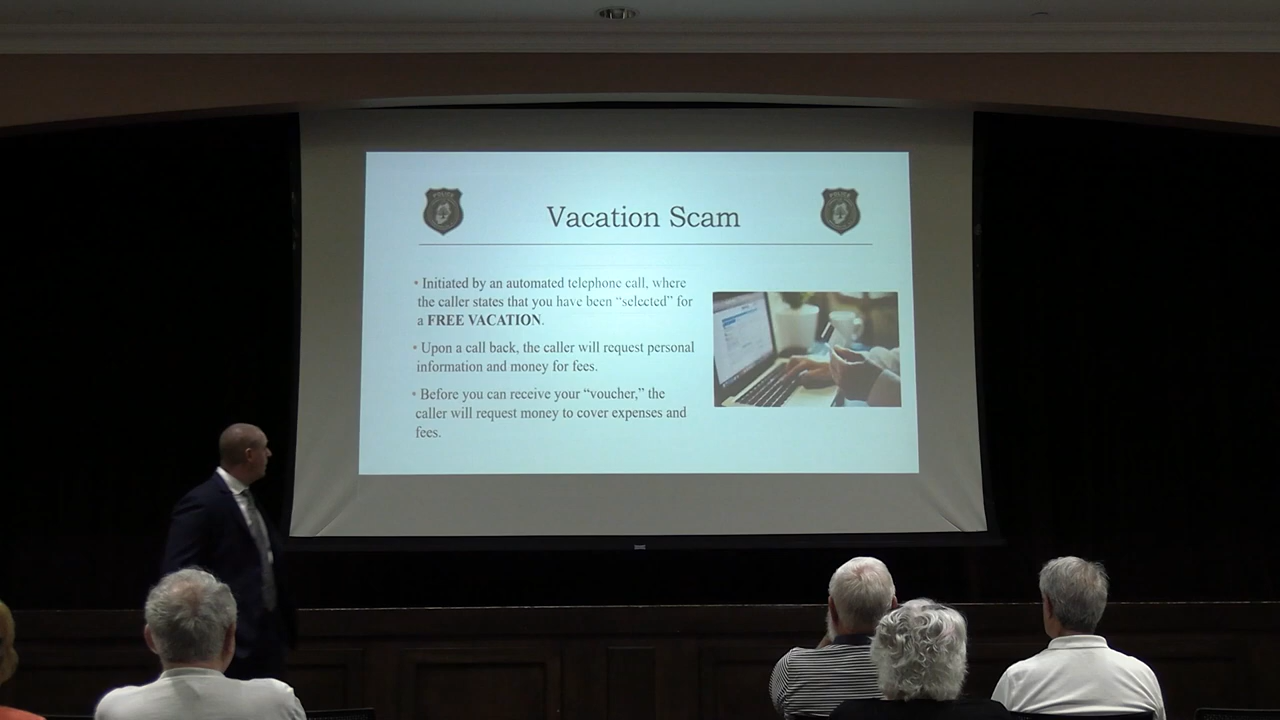 POLICE
POLICE
Vacation Scam
• Initiated by an automated telephone call, where
the caller states that you have been “selected” for
a FREE VACATION.
• Upon a call back, the caller will request personal
information and money for fees.
• Before you can receive your “voucher,” the
caller will request money to cover expenses and
fees.